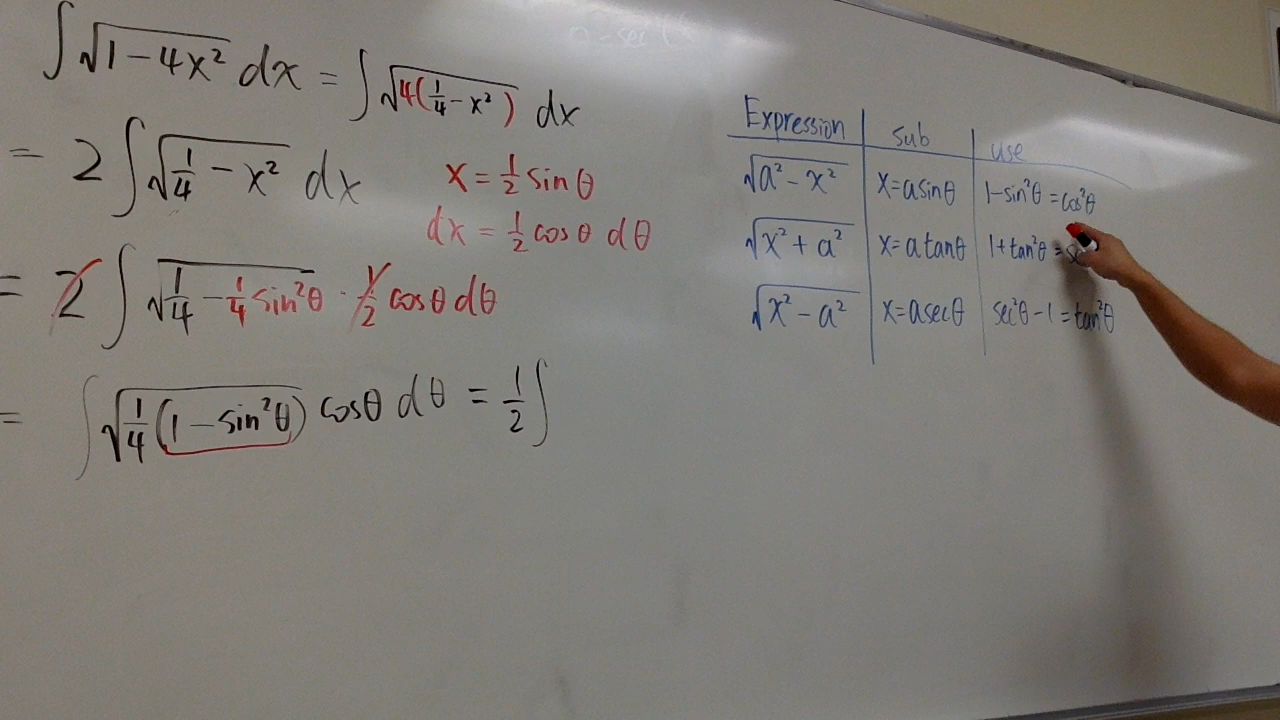 ∫ √(1 − 4x²) dx = ∫ √(4(1/4 − x²)) dx
= 2 ∫ √(1/4 − x²) dx
x = 1/2 sin θ
dx = 1/2 cos θ dθ
= 2 ∫ √(1/4 − 1/4 sin²θ) · 1/2 cos θ dθ
= ∫ √(1/4 (1 − sin²θ)) cosθ dθ = 1/2 ∫
Expression | sub | use
√(a² − x²) | x = a sin θ | 1 − sin²θ = cos²θ
√(x² + a²) | x = a tan θ | 1 + tan²θ =
√(x² − a²) | x = a sec θ | sec²θ − 1 = tan²θ